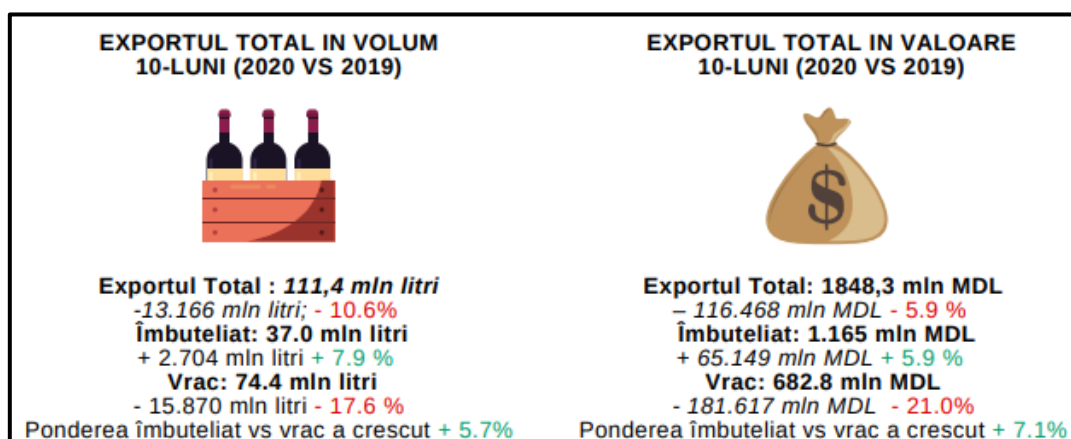 EXPORTUL TOTAL IN VOLUM
10-LUNI (2020 VS 2019)
Exportul Total : 111,4 mln litri
-13.166 mln litri; - 10.6%
Îmbuteliat: 37.0 mln litri
+ 2.704 mln litri + 7.9 %
Vrac: 74.4 mln litri
- 15.870 mln litri - 17.6 %
Ponderea îmbuteliat vs vrac a crescut + 5.7%
EXPORTUL TOTAL IN VALOARE
10-LUNI (2020 VS 2019)
$
Exportul Total: 1848,3 mln MDL
– 116.468 mln MDL - 5.9 %
Îmbuteliat: 1.165 mln MDL
+ 65.149 mln MDL + 5.9 %
Vrac: 682.8 mln MDL
- 181.617 mln MDL - 21.0%
Ponderea îmbuteliat vs vrac a crescut + 7.1%